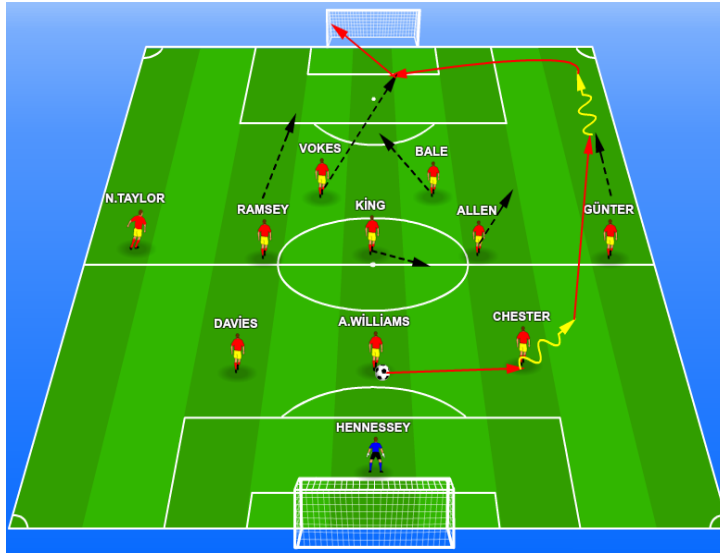 VOKES
BALE
N.TAYLOR
RAMSEY
KİNG
ALLEN
GÜNTER
DAVİES
A.WİLLİAMS
CHESTER
HENNESSEY